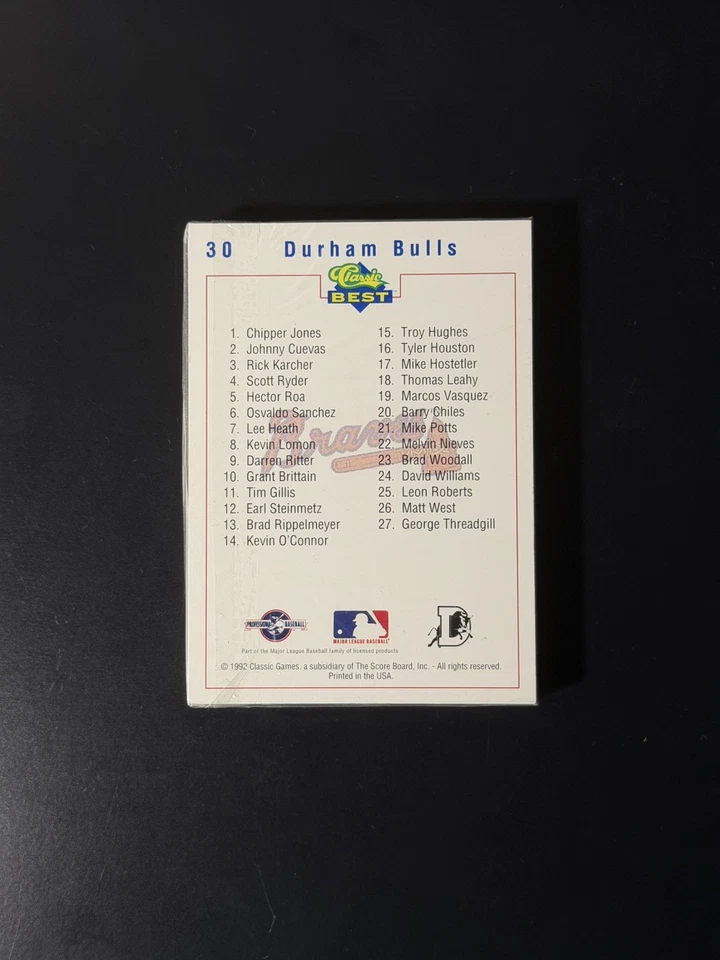 30 Durham Bulls
Classic
BEST
1. Chipper Jones
2. Johnny Cuevas
3. Rick Karcher
4. Scott Ryder
5. Hector Roa
6. Osvaldo Sanchez
7. Lee Heath
8. Kevin Lomon
9. Darren Ritter
10. Grant Brittain
11. Tim Gillis
12. Earl Steinmetz
13. Brad Rippelmeyer
14. Kevin O'Connor
15. Troy Hughes
16. Tyler Houston
17. Mike Hostetler
18. Thomas Leahy
19. Marcos Vasquez
20. Barry Chiles
21. Mike Potts
22. Melvin Nieves
23. Brad Woodall
24. David Williams
25. Leon Roberts
26. Matt West
27. George Threadgill
Braves
PROFESSIONAL BASEBALL
MAJOR LEAGUE BASEBALL
D
Part of the Major League Baseball family of licensed products
© 1992 Classic Games. a subsidiary of The Score Board, Inc. - All rights reserved.
Printed in the USA.